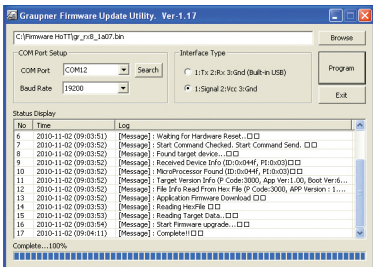 Graupner Firmware Update Utility. Ver-1.17
C:\Firmware HoTT\gr_rx8_1a07.bin
Browse
COM Port Setup
Interface Type
COM Port
COM12
Search
1:Tx 2:Rx 3:Gnd (Built-in USB)
Program
Baud Rate
19200
1:Signal 2:Vcc 3:Gnd
Exit
Status Display
No Time Log
6 2010-11-02 (09:03:51) [Message] : Waiting for Hardware Reset..□□
7 2010-11-02 (09:03:52) [Message] : Start Command Checked. Start Command Send. □□
8 2010-11-02 (09:03:52) [Message] : Found target device...□□
9 2010-11-02 (09:03:52) [Message] : Received Device Info (ID:0x044f, PI:0x03)□□
10 2010-11-02 (09:03:52) [Message] : MicroProcessor Found (ID:0x044f, PI:0x03)□□
11 2010-11-02 (09:03:52) [Message] : Target Version Info (P Code:3000, App Ver:1.00, Boot Ver:6...
12 2010-11-02 (09:03:52) [Message] : File Info Read From Hex File (P Code:3000, APP Version : 1....
13 2010-11-02 (09:03:52) [Message] : Application Firmware Download □□
14 2010-11-02 (09:03:53) [Message] : Reading HexFile □□
15 2010-11-02 (09:03:53) [Message] : Reading Target Data..□□
16 2010-11-02 (09:03:54) [Message] : Start Firmware upgrade...□□
17 2010-11-02 (09:04:11) [Message] : Complete!!□□
Complete...100%